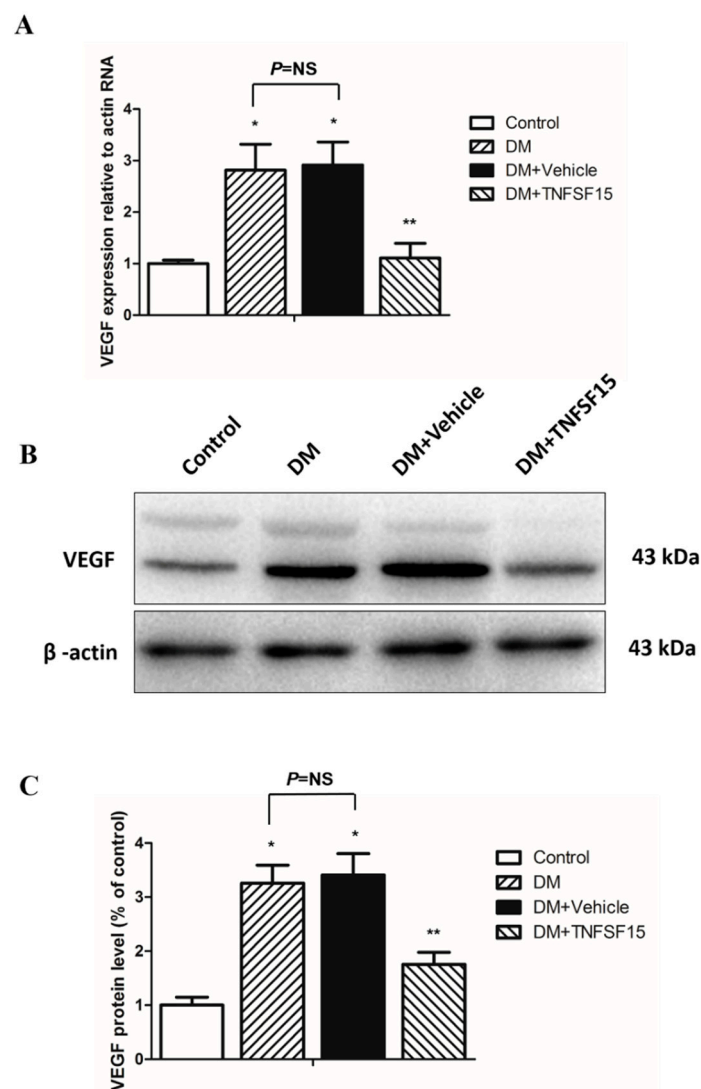 A
P=NS
VEGF expression relative to actin RNA
4
3
2
1
0
*
*
**
Control
DM
DM+Vehicle
DM+TNFSF15
B
Control
DM
DM+Vehicle
DM+TNFSF15
VEGF
43 kDa
β -actin
43 kDa
C
P=NS
VEGF protein level (% of control)
4
3
2
1
0
*
*
**
Control
DM
DM+Vehicle
DM+TNFSF15